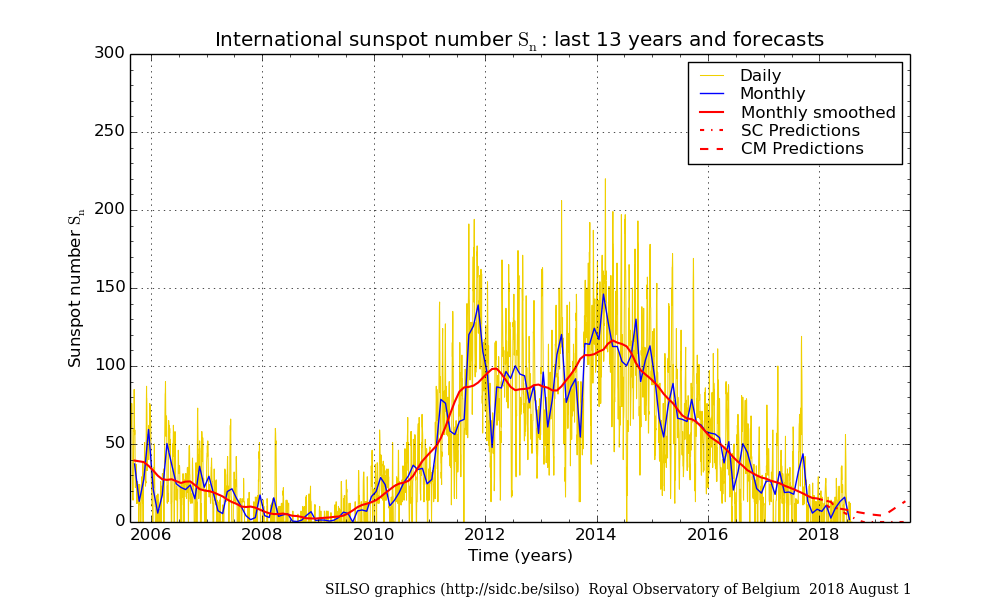 International sunspot number Sn : last 13 years and forecasts
300
250
200
150
100
50
0
Sunspot number Sn
Daily
Monthly
Monthly smoothed
SC Predictions
CM Predictions
2006 2008 2010 2012 2014 2016 2018
Time (years)
SILSO graphics (http://sidc.be/silso) Royal Observatory of Belgium 2018 August 1